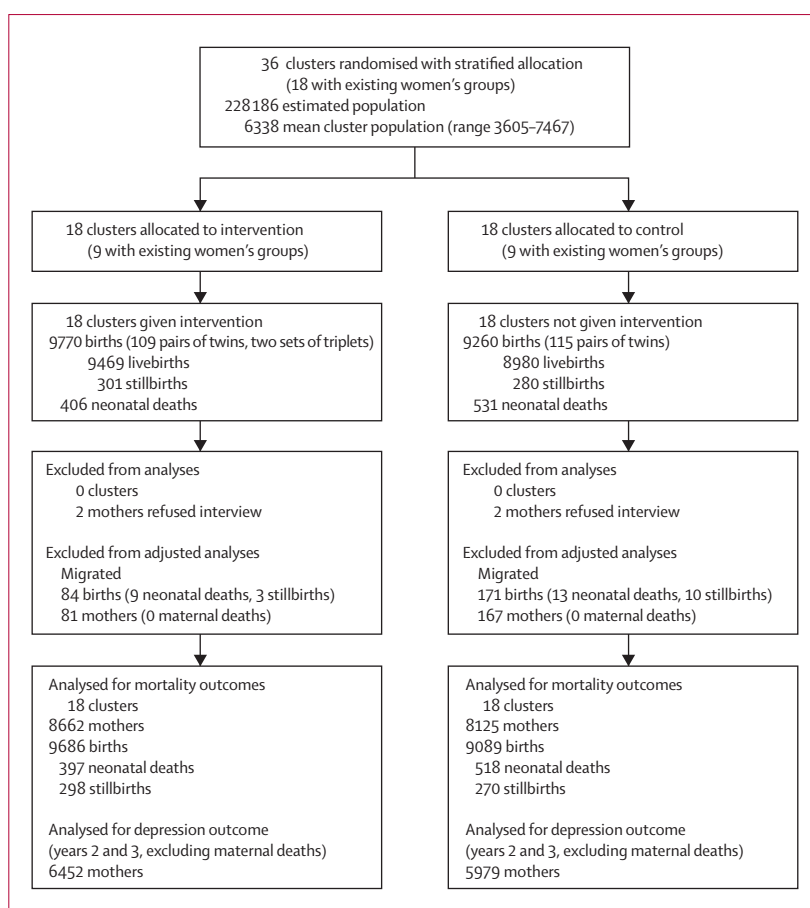 36 clusters randomised with stratified allocation
(18 with existing women's groups)
228 186 estimated population
6338 mean cluster population (range 3605–7467)
18 clusters allocated to intervention
(9 with existing women's groups)
18 clusters allocated to control
(9 with existing women's groups)
18 clusters given intervention
9770 births (109 pairs of twins, two sets of triplets)
9469 livebirths
301 stillbirths
406 neonatal deaths
18 clusters not given intervention
9260 births (115 pairs of twins)
8980 livebirths
280 stillbirths
531 neonatal deaths
Excluded from analyses
0 clusters
2 mothers refused interview
Excluded from adjusted analyses
Migrated
84 births (9 neonatal deaths, 3 stillbirths)
81 mothers (0 maternal deaths)
Excluded from analyses
0 clusters
2 mothers refused interview
Excluded from adjusted analyses
Migrated
171 births (13 neonatal deaths, 10 stillbirths)
167 mothers (0 maternal deaths)
Analysed for mortality outcomes
18 clusters
8662 mothers
9686 births
397 neonatal deaths
298 stillbirths
Analysed for depression outcome
(years 2 and 3, excluding maternal deaths)
6452 mothers
Analysed for mortality outcomes
18 clusters
8125 mothers
9089 births
518 neonatal deaths
270 stillbirths
Analysed for depression outcome
(years 2 and 3, excluding maternal deaths)
5979 mothers